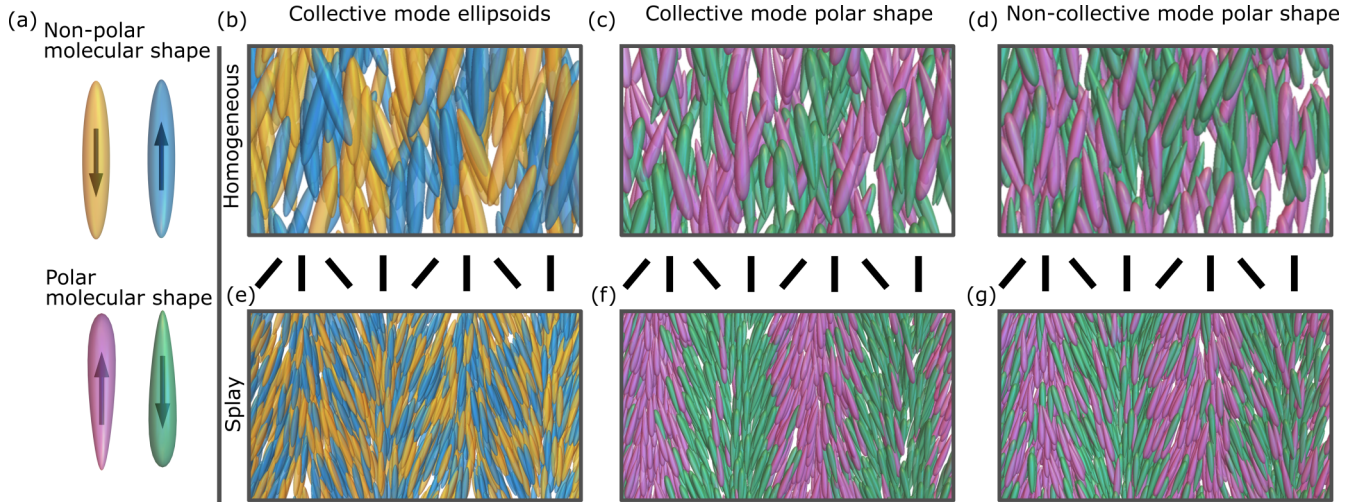 (a)
Non-polar
molecular shape
Polar
molecular shape
(b)
Collective mode ellipsoids
(c)
Collective mode polar shape
(d)
Non-collective mode polar shape
Homogeneous
(e)
(f)
(g)
Splay